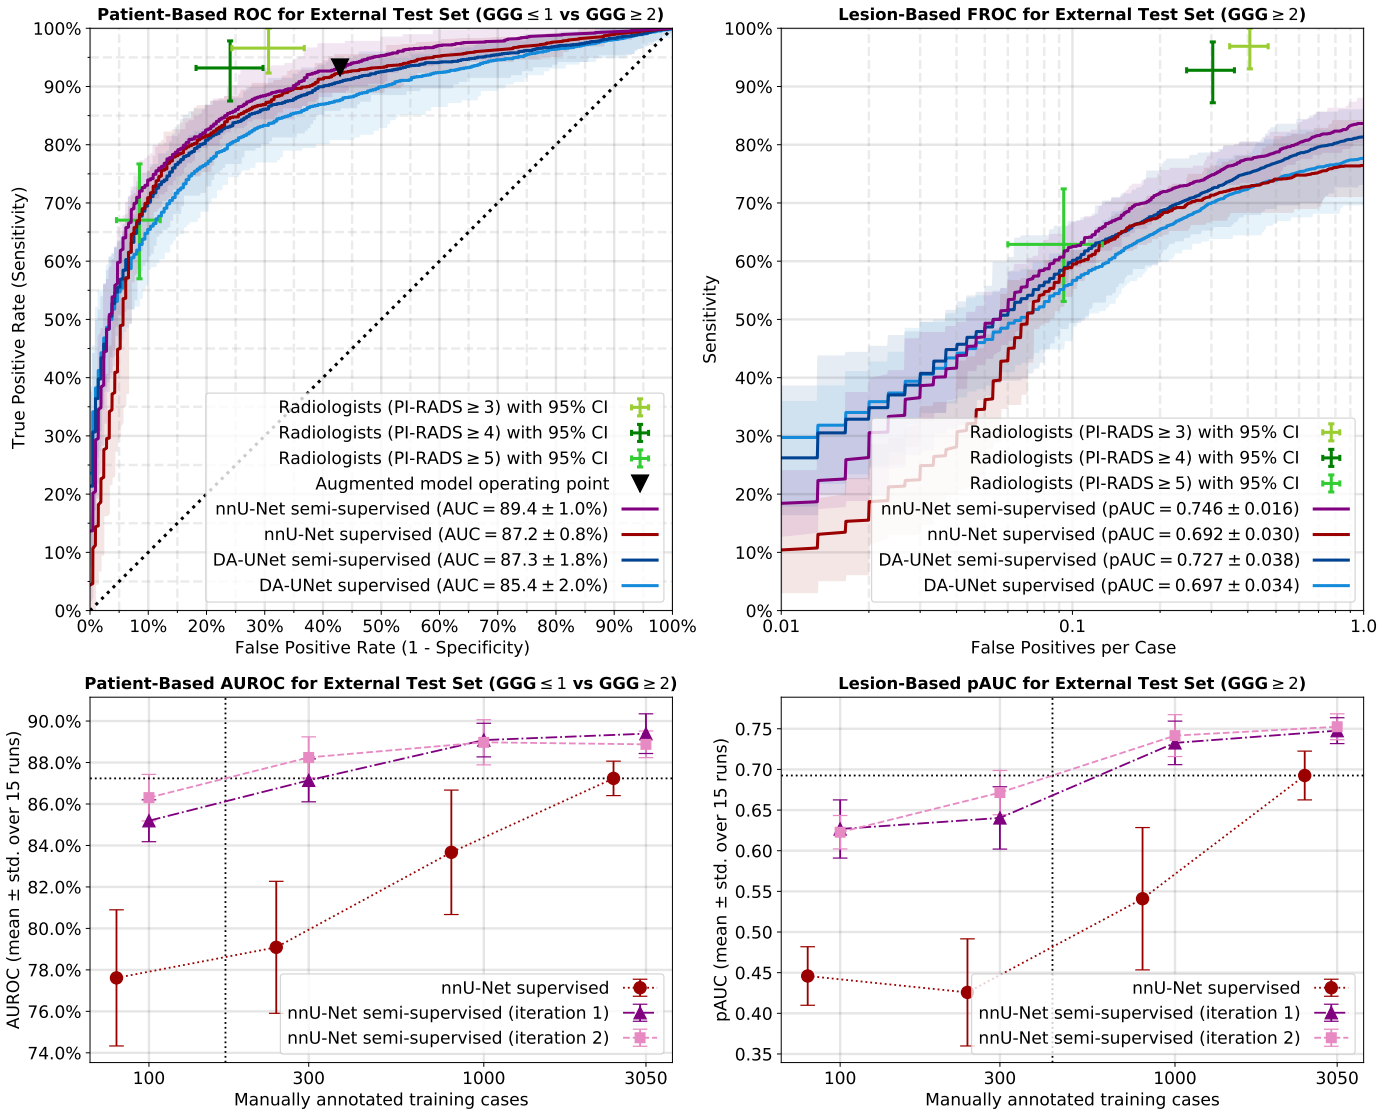 Patient-Based ROC for External Test Set (GGG ≤ 1 vs GGG ≥ 2)
100%
90%
80%
70%
60%
50%
40%
30%
20%
10%
0%
True Positive Rate (Sensitivity)
Radiologists (PI-RADS ≥ 3) with 95% CI
Radiologists (PI-RADS ≥ 4) with 95% CI
Radiologists (PI-RADS ≥ 5) with 95% CI
Augmented model operating point
nnU-Net semi-supervised (AUC = 89.4 ± 1.0%)
nnU-Net supervised (AUC = 87.2 ± 0.8%)
DA-UNet semi-supervised (AUC = 87.3 ± 1.8%)
DA-UNet supervised (AUC = 85.4 ± 2.0%)
0% 10% 20% 30% 40% 50% 60% 70% 80% 90% 100%
False Positive Rate (1 - Specificity)
Lesion-Based FROC for External Test Set (GGG ≥ 2)
100%
90%
80%
70%
60%
50%
40%
30%
20%
10%
0%
Sensitivity
Radiologists (PI-RADS ≥ 3) with 95% CI
Radiologists (PI-RADS ≥ 4) with 95% CI
Radiologists (PI-RADS ≥ 5) with 95% CI
nnU-Net semi-supervised (pAUC = 0.746 ± 0.016)
nnU-Net supervised (pAUC = 0.692 ± 0.030)
DA-UNet semi-supervised (pAUC = 0.727 ± 0.038)
DA-UNet supervised (pAUC = 0.697 ± 0.034)
0.01 0.1 1.0
False Positives per Case
Patient-Based AUROC for External Test Set (GGG ≤ 1 vs GGG ≥ 2)
90.0%
88.0%
86.0%
84.0%
82.0%
80.0%
78.0%
76.0%
74.0%
AUROC (mean ± std. over 15 runs)
nnU-Net supervised
nnU-Net semi-supervised (iteration 1)
nnU-Net semi-supervised (iteration 2)
100 300 1000 3050
Manually annotated training cases
Lesion-Based pAUC for External Test Set (GGG ≥ 2)
0.75
0.70
0.65
0.60
0.55
0.50
0.45
0.40
0.35
pAUC (mean ± std. over 15 runs)
nnU-Net supervised
nnU-Net semi-supervised (iteration 1)
nnU-Net semi-supervised (iteration 2)
100 300 1000 3050
Manually annotated training cases